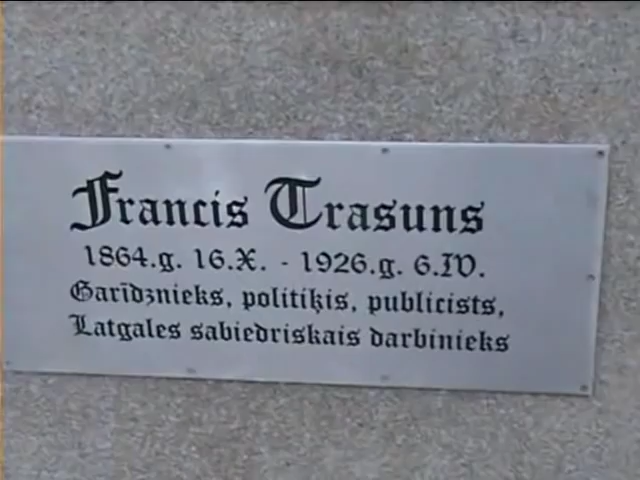 Francis Trasuns
1864.g. 16.X. - 1926.g. 6.IV.
Garīdznieks, politiķis, publicists,
Latgales sabiedriskais darbinieks